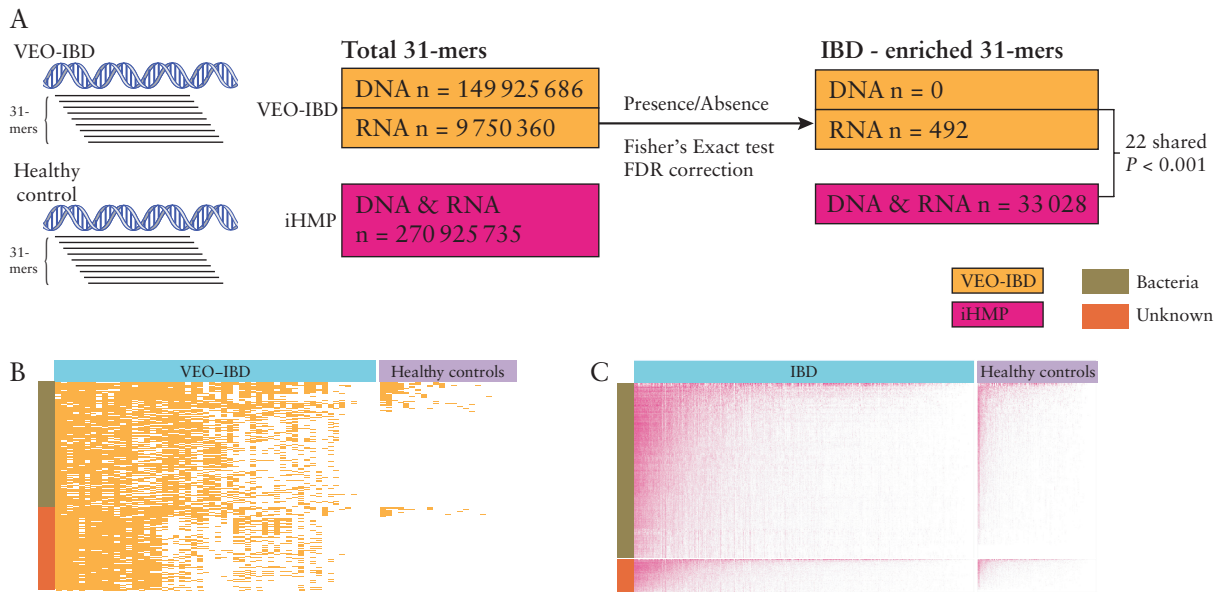 A
VEO-IBD
31-
mers
Healthy
control
31-
mers
Total 31-mers
VEO-IBD
DNA n = 149 925 686
RNA n = 9 750 360
iHMP
DNA & RNA
n = 270 925 735
Presence/Absence
Fisher's Exact test
FDR correction
IBD - enriched 31-mers
DNA n = 0
RNA n = 492
DNA & RNA n = 33 028
22 shared
P < 0.001
VEO-IBD
iHMP
Bacteria
Unknown
B
VEO–IBD
Healthy controls
C
IBD
Healthy controls